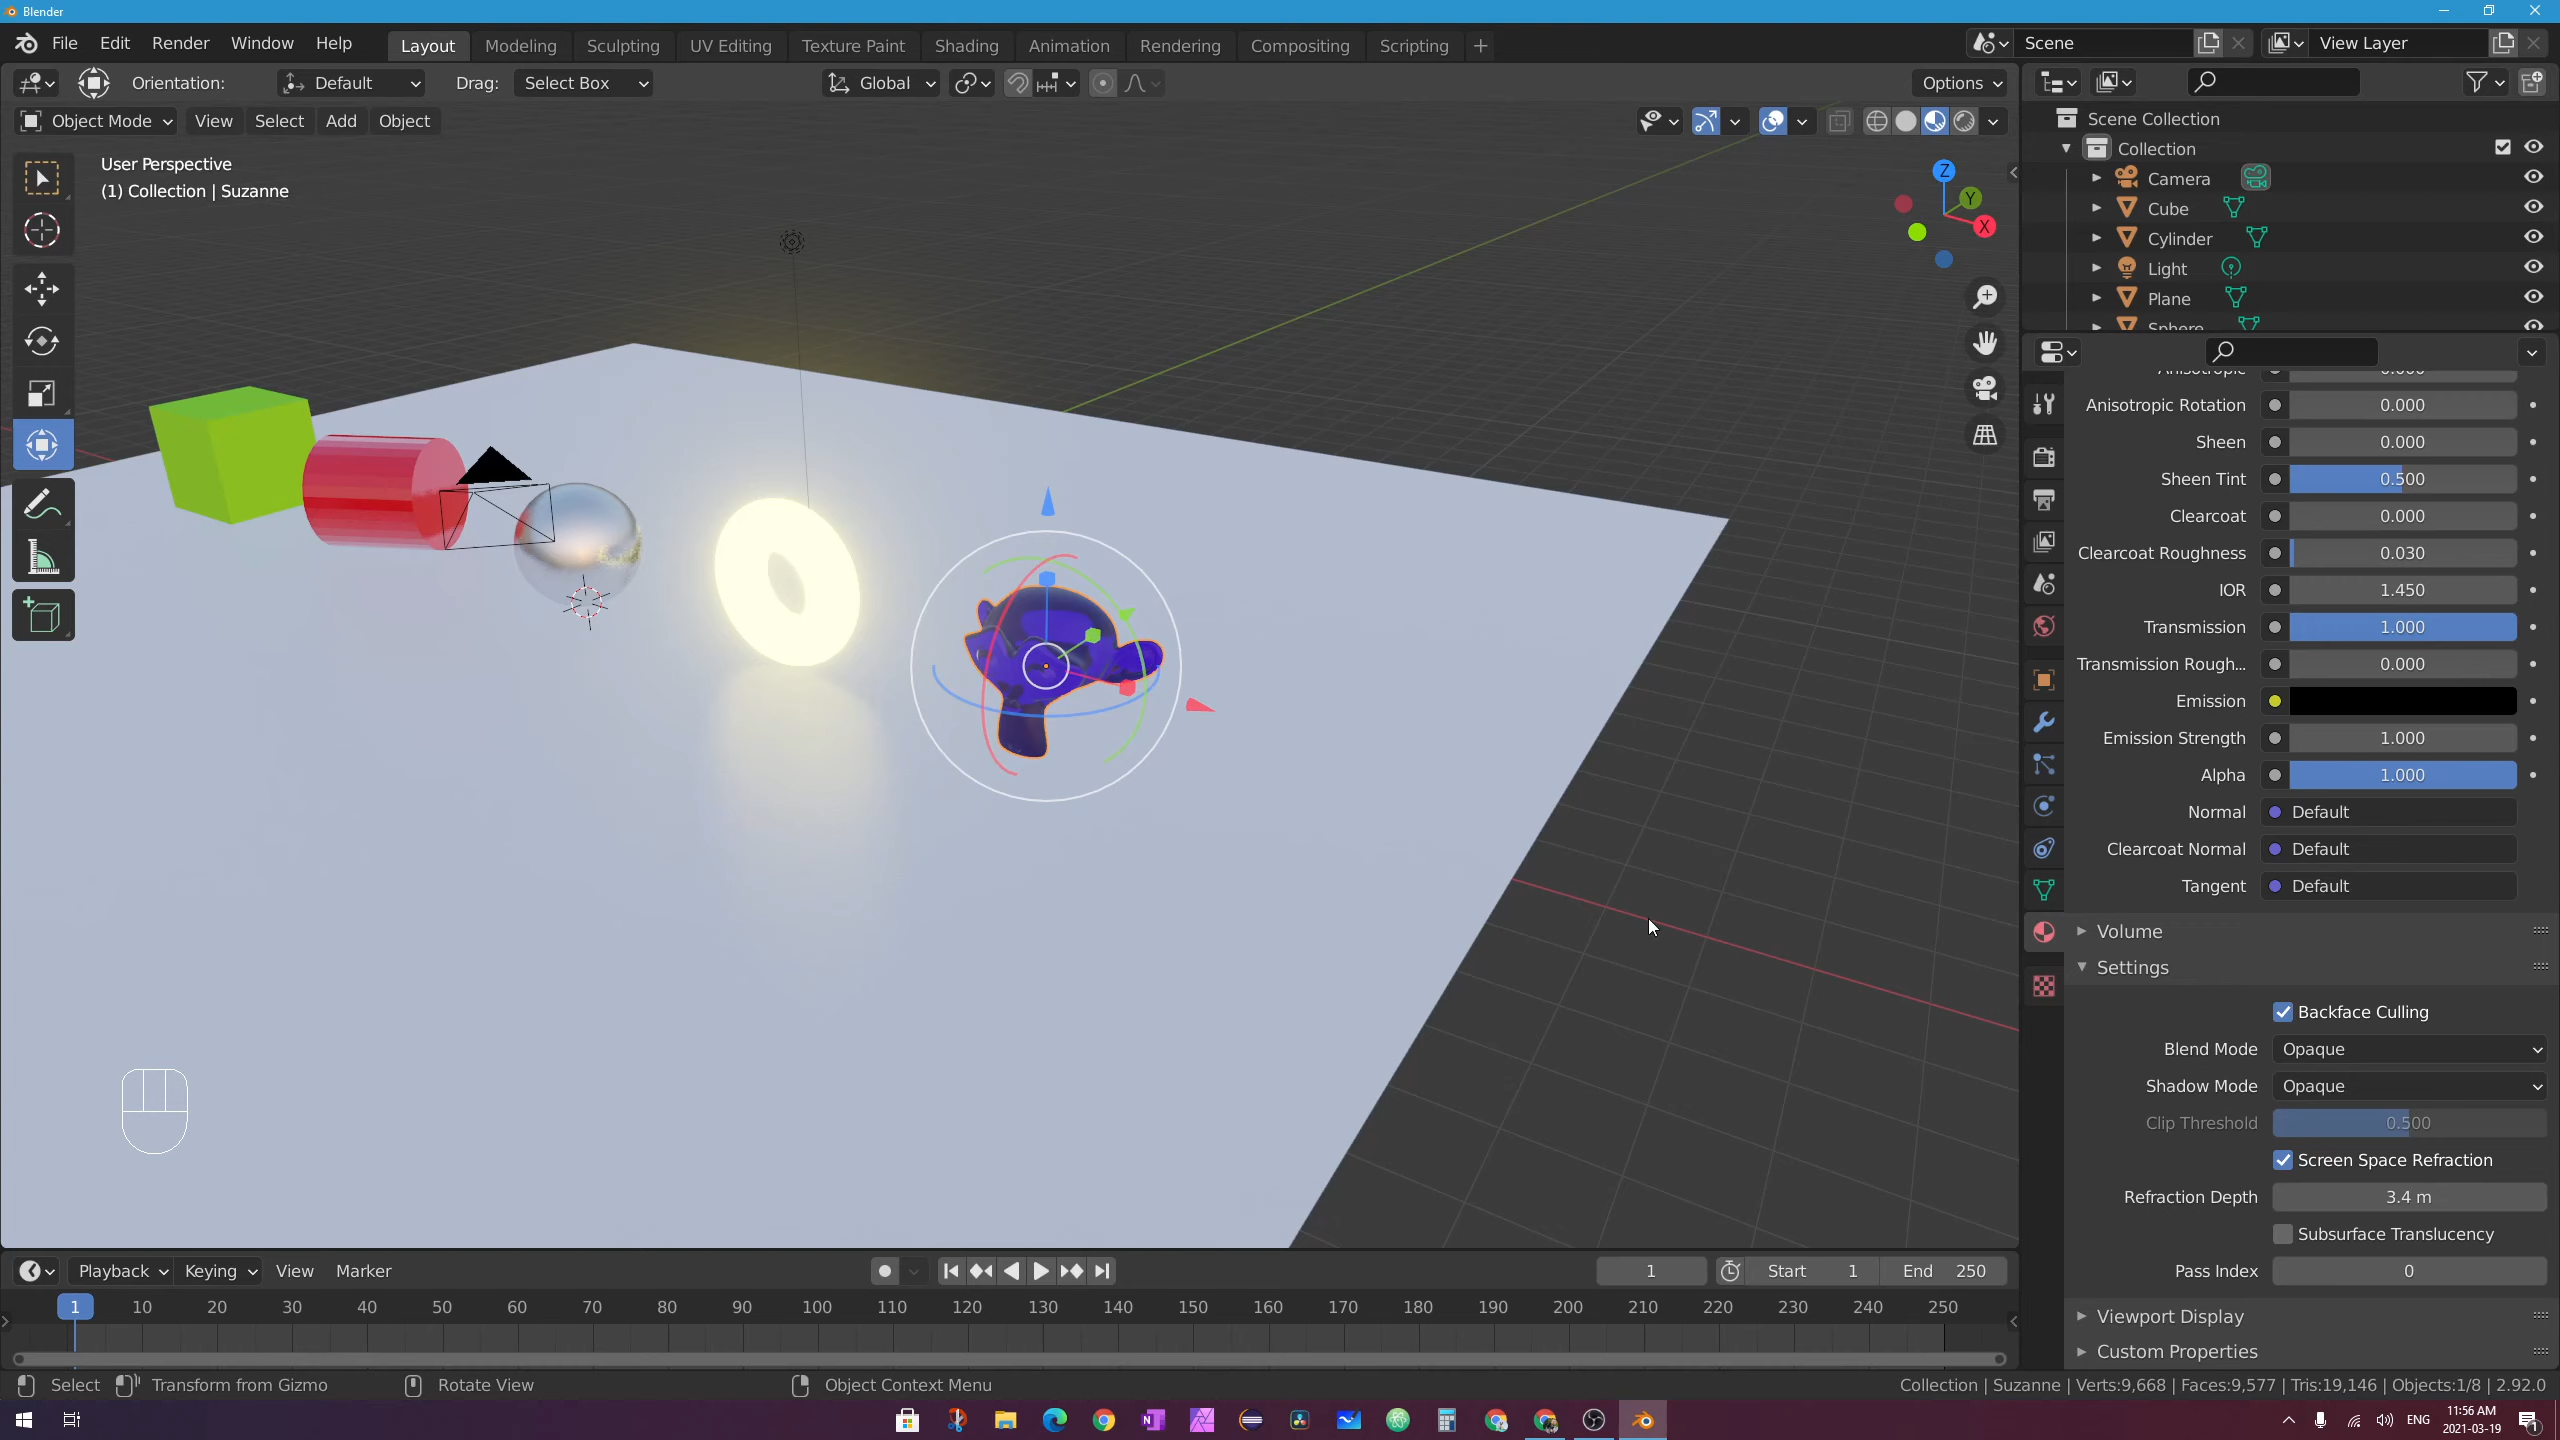 Blender
File Edit Render Window Help Layout Modeling Sculpting UV Editing Texture Paint Shading Animation Rendering Compositing Scripting + Scene View Layer
Orientation: Default Drag: Select Box Global Options
Object Mode View Select Add Object
User Perspective
(1) Collection | Suzanne
Z
Y
X
Scene Collection
Collection
Camera
Cube
Cylinder
Light
Plane
Sphere
Anisotropic 0.000
Anisotropic Rotation 0.000
Sheen 0.000
Sheen Tint 0.500
Clearcoat 0.000
Clearcoat Roughness 0.030
IOR 1.450
Transmission 1.000
Transmission Rough... 0.000
Emission
Emission Strength 1.000
Alpha 1.000
Normal Default
Clearcoat Normal Default
Tangent Default
Volume
Settings
Backface Culling
Blend Mode Opaque
Shadow Mode Opaque
Clip Threshold 0.500
Screen Space Refraction
Refraction Depth 3.4 m
Subsurface Translucency
Pass Index 0
Viewport Display
Custom Properties
Playback Keying View Marker 1 Start 1 End 250
1 10 20 30 40 50 60 70 80 90 100 110 120 130 140 150 160 170 180 190 200 210 220 230 240 250
Select Transform from Gizmo Rotate View Object Context Menu Collection | Suzanne | Verts:9,668 | Faces:9,577 | Tris:19,146 | Objects:1/8 | 2.92.0
ENG 11:56 AM
2021-03-19
1